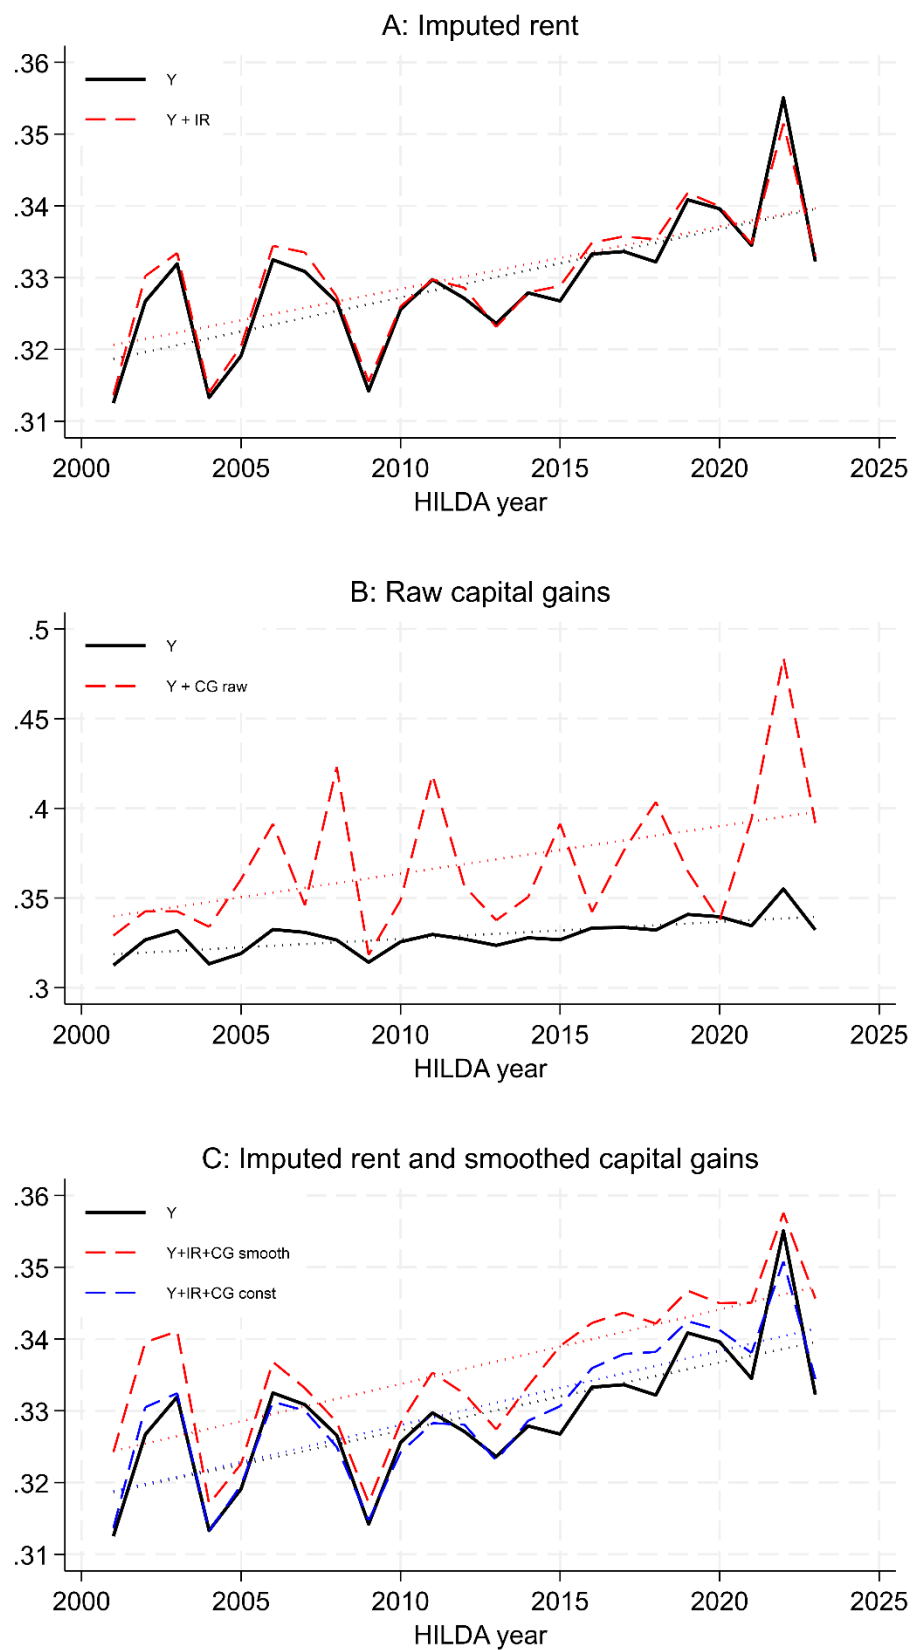 A: Imputed rent
.36
.35
.34
.33
.32
.31
Y
Y + IR
2000 2005 2010 2015 2020 2025
HILDA year
B: Raw capital gains
.5
.45
.4
.35
.3
Y
Y + CG raw
2000 2005 2010 2015 2020 2025
HILDA year
C: Imputed rent and smoothed capital gains
.36
.35
.34
.33
.32
.31
Y
Y+IR+CG smooth
Y+IR+CG const
2000 2005 2010 2015 2020 2025
HILDA year